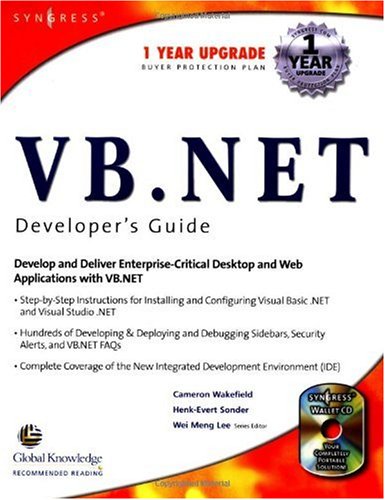 SYNGRESS®
1 YEAR UPGRADE
BUYER PROTECTION PLAN
1
YEAR
UPGRADE
VB.NET
Developer's Guide
Develop and Deliver Enterprise-Critical Desktop and Web
Applications with VB.NET
• Step-by-Step Instructions for Installing and Configuring Visual Basic .NET
and Visual Studio .NET
• Hundreds of Developing & Deploying and Debugging Sidebars, Security
Alerts, and VB.NET FAQs
• Complete Coverage of the New Integrated Development Environment (IDE)
Cameron Wakefield
Henk-Evert Sonder
Wei Meng Lee Series Editor
SYNGRESS
WALLET CD
YOUR
COMPLETELY
PORTABLE
SOLUTION!
Global Knowledge
RECOMMENDED READING